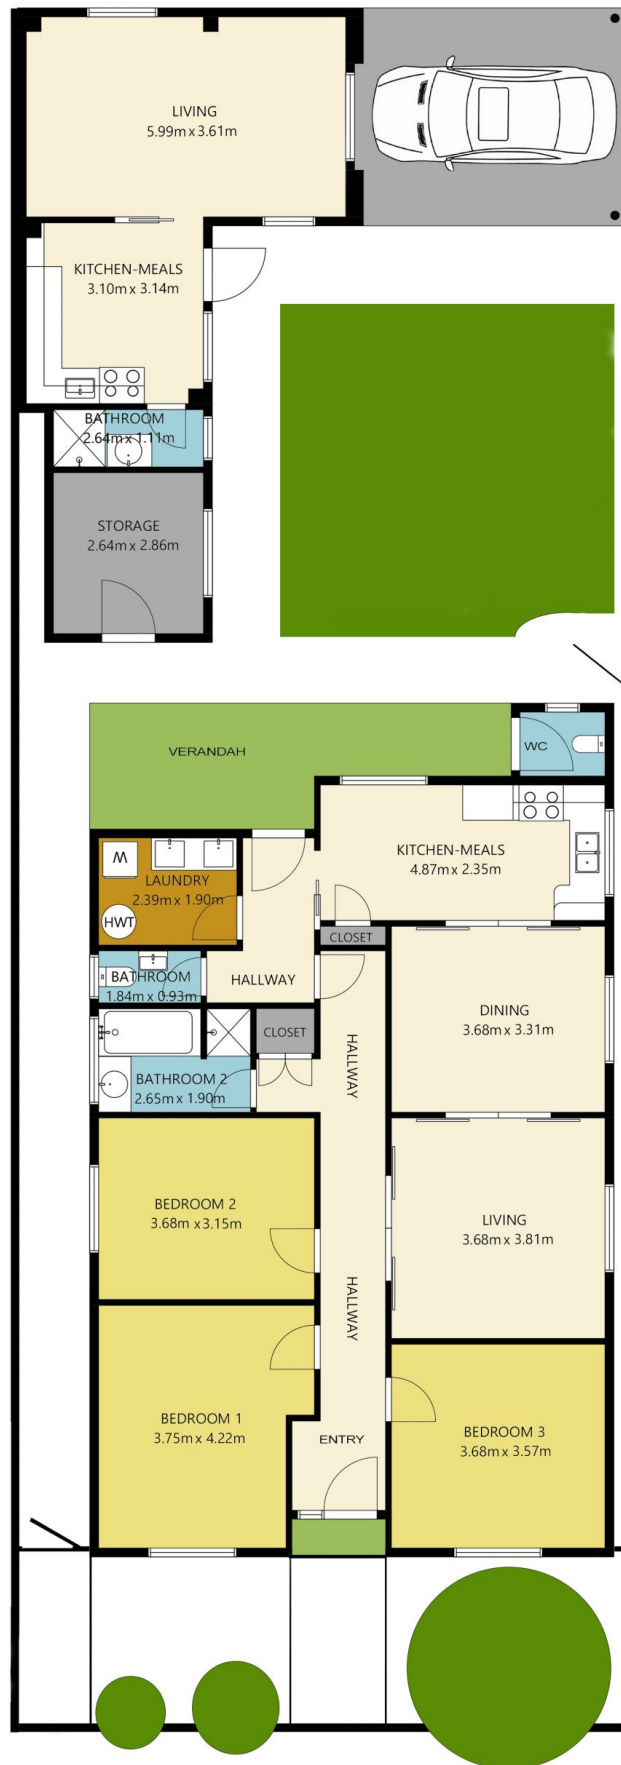 LIVING
5.99m x 3.61m
KITCHEN-MEALS
3.10m x 3.14m
BATHROOM
2.64m x 1.11m
STORAGE
2.64m x 2.86m
VERANDAH
WC
KITCHEN-MEALS
4.87m x 2.35m
M
LAUNDRY
2.39m x 1.90m
HWT
CLOSET
BATHROOM
1.84m x 0.93m
HALLWAY
DINING
3.68m x 3.31m
CLOSET
HALLWAY
BATHROOM 2
2.65m x 1.90m
BEDROOM 2
3.68m x 3.15m
LIVING
3.68m x 3.81m
HALLWAY
BEDROOM 1
3.75m x 4.22m
ENTRY
BEDROOM 3
3.68m x 3.57m